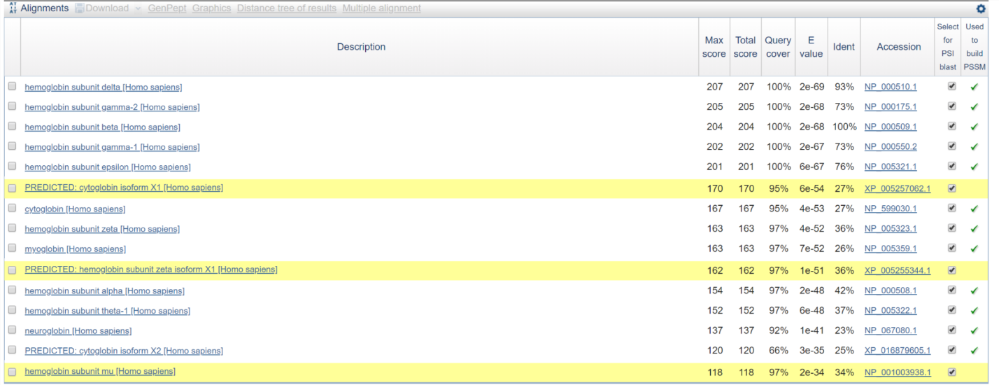 Alignments Download GenPept Graphics Distance tree of results Multiple alignment
Description Max score Total score Query cover E value Ident Accession Select for PSI blast Used to build PSSM
hemoglobin subunit delta [Homo sapiens] 207 207 100% 2e-69 93% NP_000510.1
hemoglobin subunit gamma-2 [Homo sapiens] 205 205 100% 2e-68 73% NP_000175.1
hemoglobin subunit beta [Homo sapiens] 204 204 100% 2e-68 100% NP_000509.1
hemoglobin subunit gamma-1 [Homo sapiens] 202 202 100% 2e-67 73% NP_000550.2
hemoglobin subunit epsilon [Homo sapiens] 201 201 100% 6e-67 76% NP_005321.1
PREDICTED: cytoglobin isoform X1 [Homo sapiens] 170 170 95% 6e-54 27% XP_005257062.1
cytoglobin [Homo sapiens] 167 167 95% 4e-53 27% NP_599030.1
hemoglobin subunit zeta [Homo sapiens] 163 163 97% 4e-52 36% NP_005323.1
myoglobin [Homo sapiens] 163 163 97% 7e-52 26% NP_005359.1
PREDICTED: hemoglobin subunit zeta isoform X1 [Homo sapiens] 162 162 97% 1e-51 36% XP_005255344.1
hemoglobin subunit alpha [Homo sapiens] 154 154 97% 2e-48 42% NP_000508.1
hemoglobin subunit theta-1 [Homo sapiens] 152 152 97% 6e-48 37% NP_005322.1
neuroglobin [Homo sapiens] 137 137 92% 1e-41 23% NP_067080.1
PREDICTED: cytoglobin isoform X2 [Homo sapiens] 120 120 66% 3e-35 25% XP_016879605.1
hemoglobin subunit mu [Homo sapiens] 118 118 97% 2e-34 34% NP_001003938.1